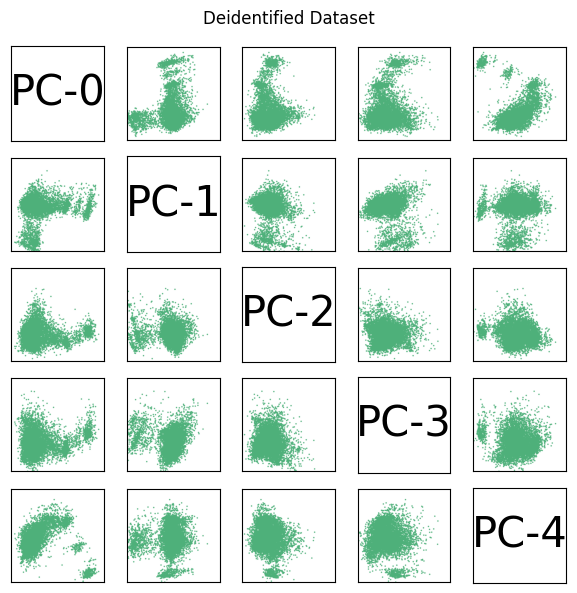 Deidentified Dataset
PC-0
PC-1
PC-2
PC-3
PC-4